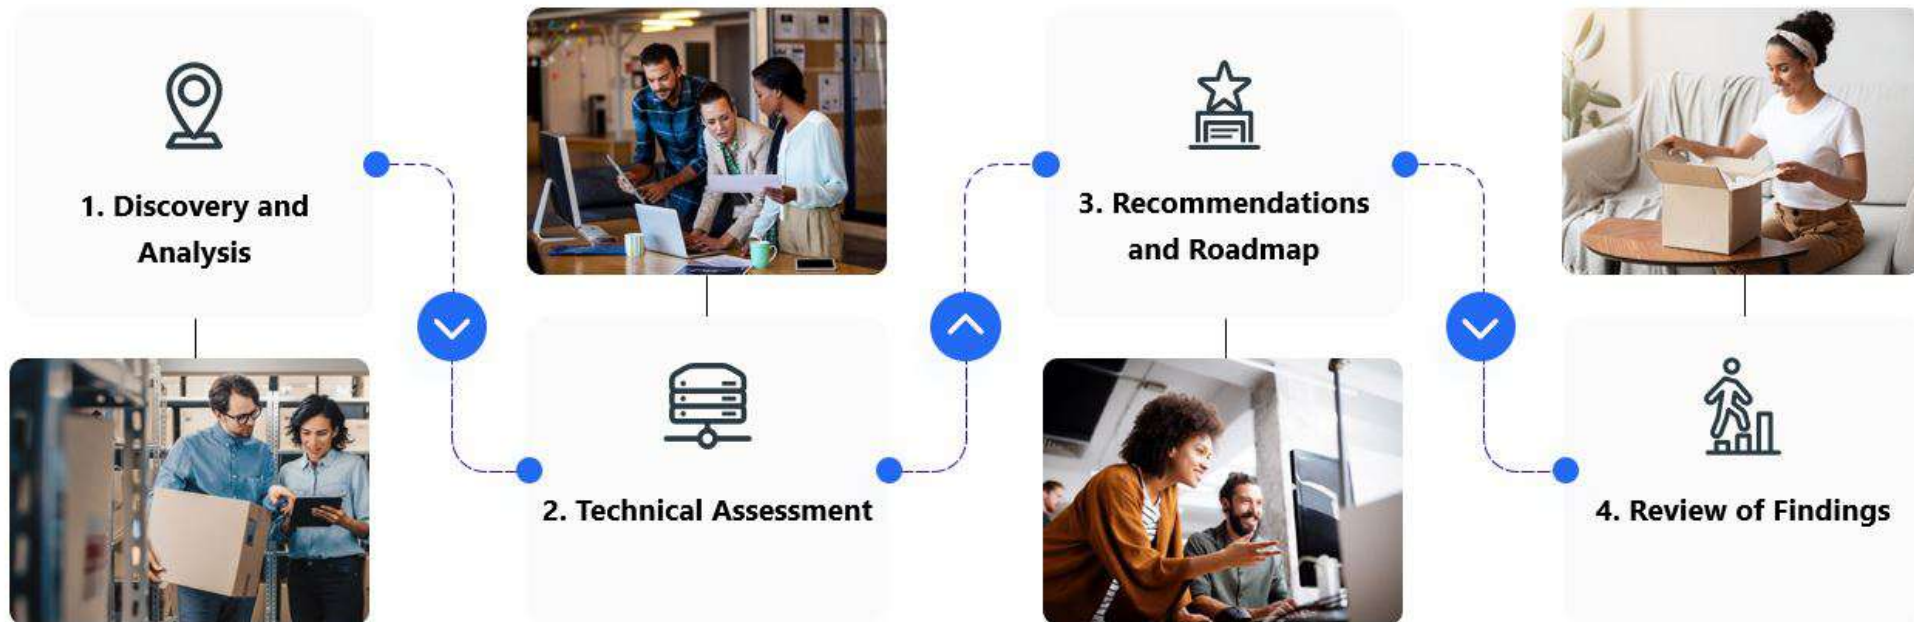 1. Discovery and
Analysis
2. Technical Assessment
3. Recommendations
and Roadmap
4. Review of Findings